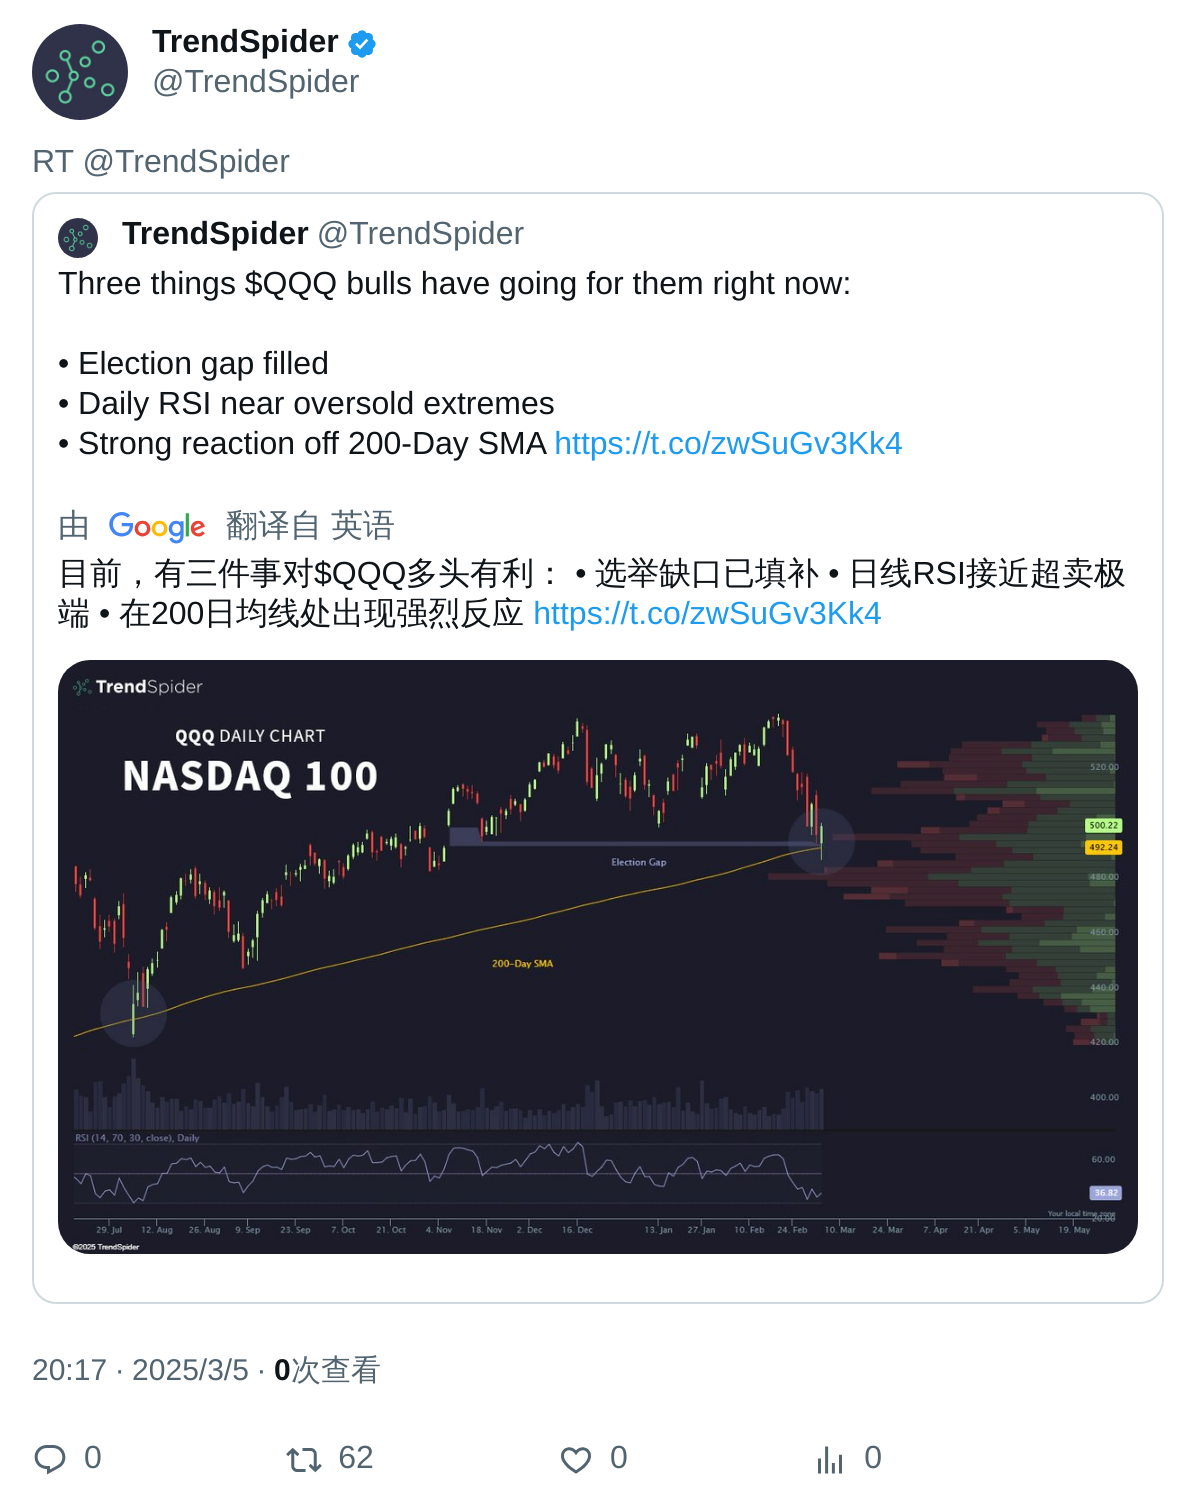 TrendSpider
@TrendSpider
RT @TrendSpider
TrendSpider @TrendSpider
Three things $QQQ bulls have going for them right now:
• Election gap filled
• Daily RSI near oversold extremes
• Strong reaction off 200-Day SMA https://t.co/zwSuGv3Kk4
由 Google 翻译自 英语
目前，有三件事对$QQQ多头有利： • 选举缺口已填补 • 日线RSI接近超卖极
端 • 在200日均线处出现强烈反应 https://t.co/zwSuGv3Kk4
TrendSpider
QQQ DAILY CHART
NASDAQ 100
520.00
500.22
492.24
Election Gap
480.00
460.00
200-Day SMA
440.00
420.00
400.00
RSI (14, 70, 30, close), Daily
60.00
36.82
Your local time zone
20.00
29. Jul 12. Aug 26. Aug 9. Sep 23. Sep 7. Oct 21. Oct 4. Nov 18. Nov 2. Dec 16. Dec 13. Jan 27. Jan 10. Feb 24. Feb 10. Mar 24. Mar 7. Apr 21. Apr 5. May 19. May
©2025 TrendSpider
20:17 · 2025/3/5 · 0次查看
0 62 0 0